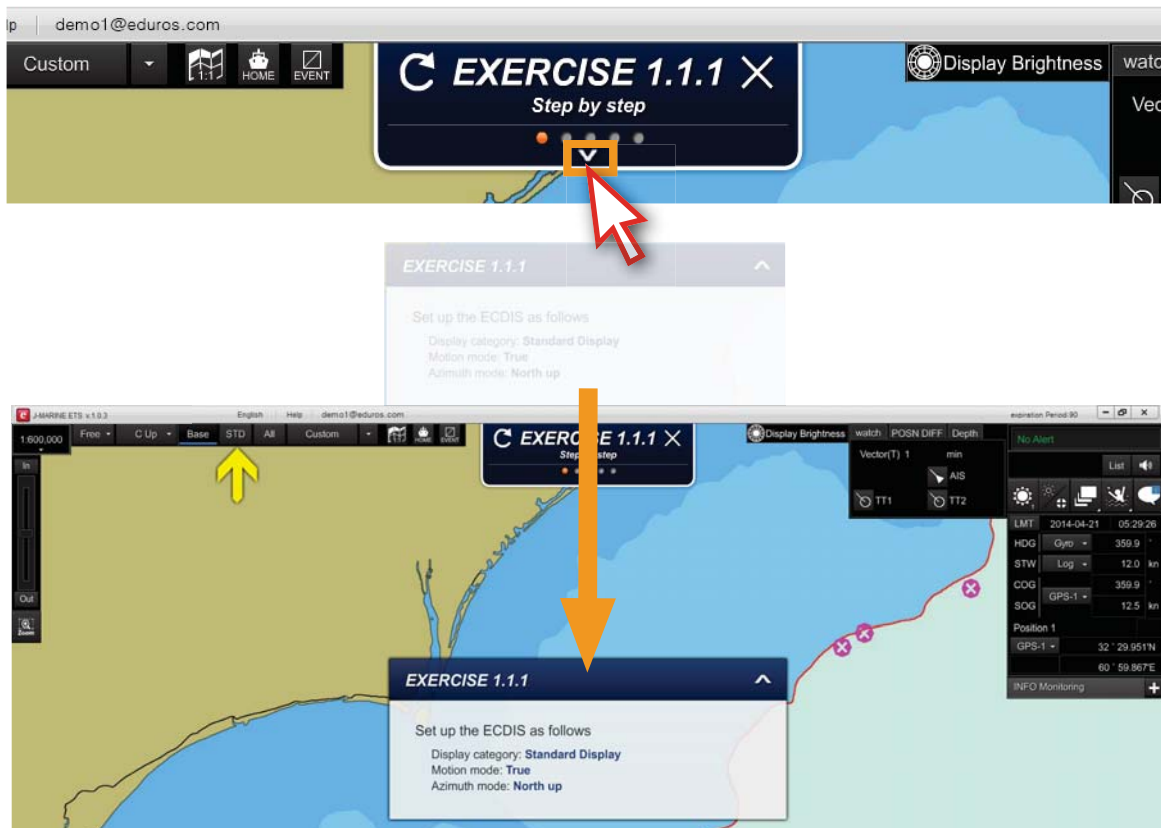 lp demo1@eduros.com
Custom 1:1 HOME EVENT
EXERCISE 1.1.1
Step by step
Display Brightness
watc
Vec
EXERCISE 1.1.1
Set up the ECDIS as follows
Display category: Standard Display
Motion mode: True
Azimuth mode: North up
J-MARINE ETS v.1.0.3 English Help demo1@eduros.com expiration Period:90
1:600,000 Free C Up Base STD All Custom HOME EVENT
EXERCISE 1.1.1
Step by step
Display Brightness watch POSN DIFF Depth
Vector(T) 1 min
AIS
TT1 TT2
No Alert
List
In
Out
Zoom
LMT 2014-04-21 05:29:26
HDG Gyro 359.9 °
STW Log 12.0 kn
COG 359.9 °
GPS-1
SOG 12.5 kn
Position 1
GPS-1 32 ° 29.951'N
60 ° 59.867'E
INFO Monitoring
EXERCISE 1.1.1
Set up the ECDIS as follows
Display category: Standard Display
Motion mode: True
Azimuth mode: North up